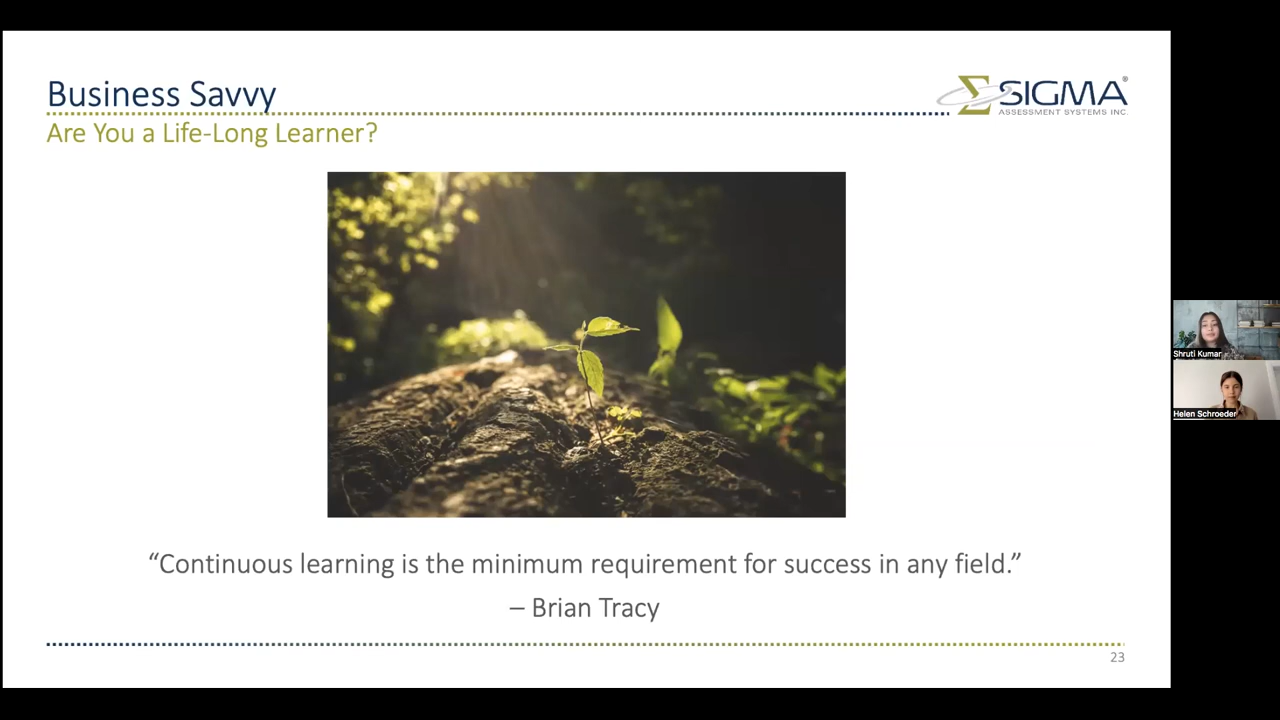 Business Savvy
Are You a Life-Long Learner?
Σ SIGMA®
ASSESSMENT SYSTEMS INC.
“Continuous learning is the minimum requirement for success in any field.”
– Brian Tracy
23
Shruti Kumar
Helen Schroeder